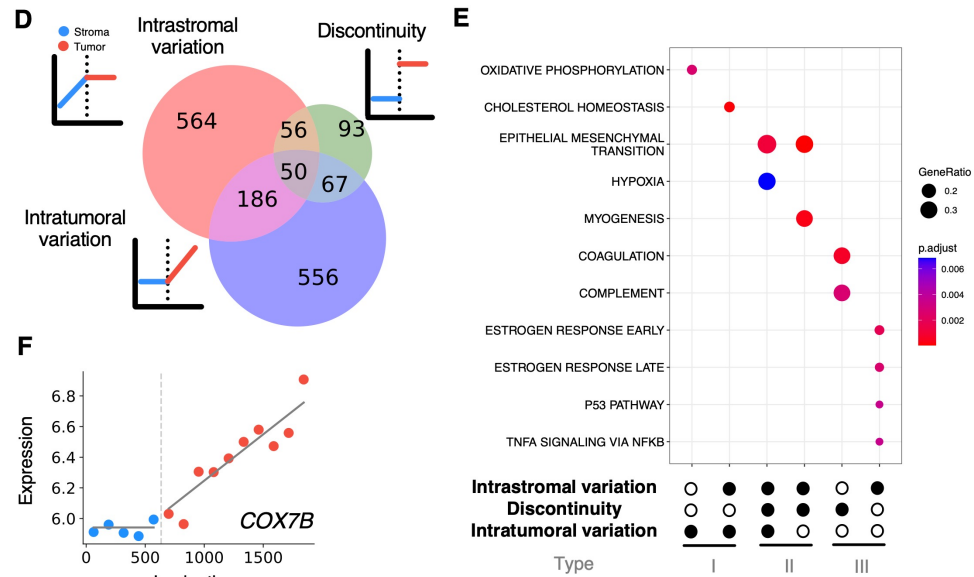 D
Stroma
Tumor
Intrastromal
variation
Discontinuity
564
56
93
50
67
186
556
Intratumoral
variation
E
OXIDATIVE PHOSPHORYLATION
CHOLESTEROL HOMEOSTASIS
EPITHELIAL MESENCHYMAL
TRANSITION
HYPOXIA
MYOGENESIS
COAGULATION
COMPLEMENT
ESTROGEN RESPONSE EARLY
ESTROGEN RESPONSE LATE
P53 PATHWAY
TNFA SIGNALING VIA NFKB
GeneRatio
0.2
0.3
p.adjust
0.006
0.004
0.002
Intrastromal variation
Discontinuity
Intratumoral variation
Type
I
II
III
F
Expression
6.8
6.6
6.4
6.2
6.0
COX7B
0
500
1000
1500